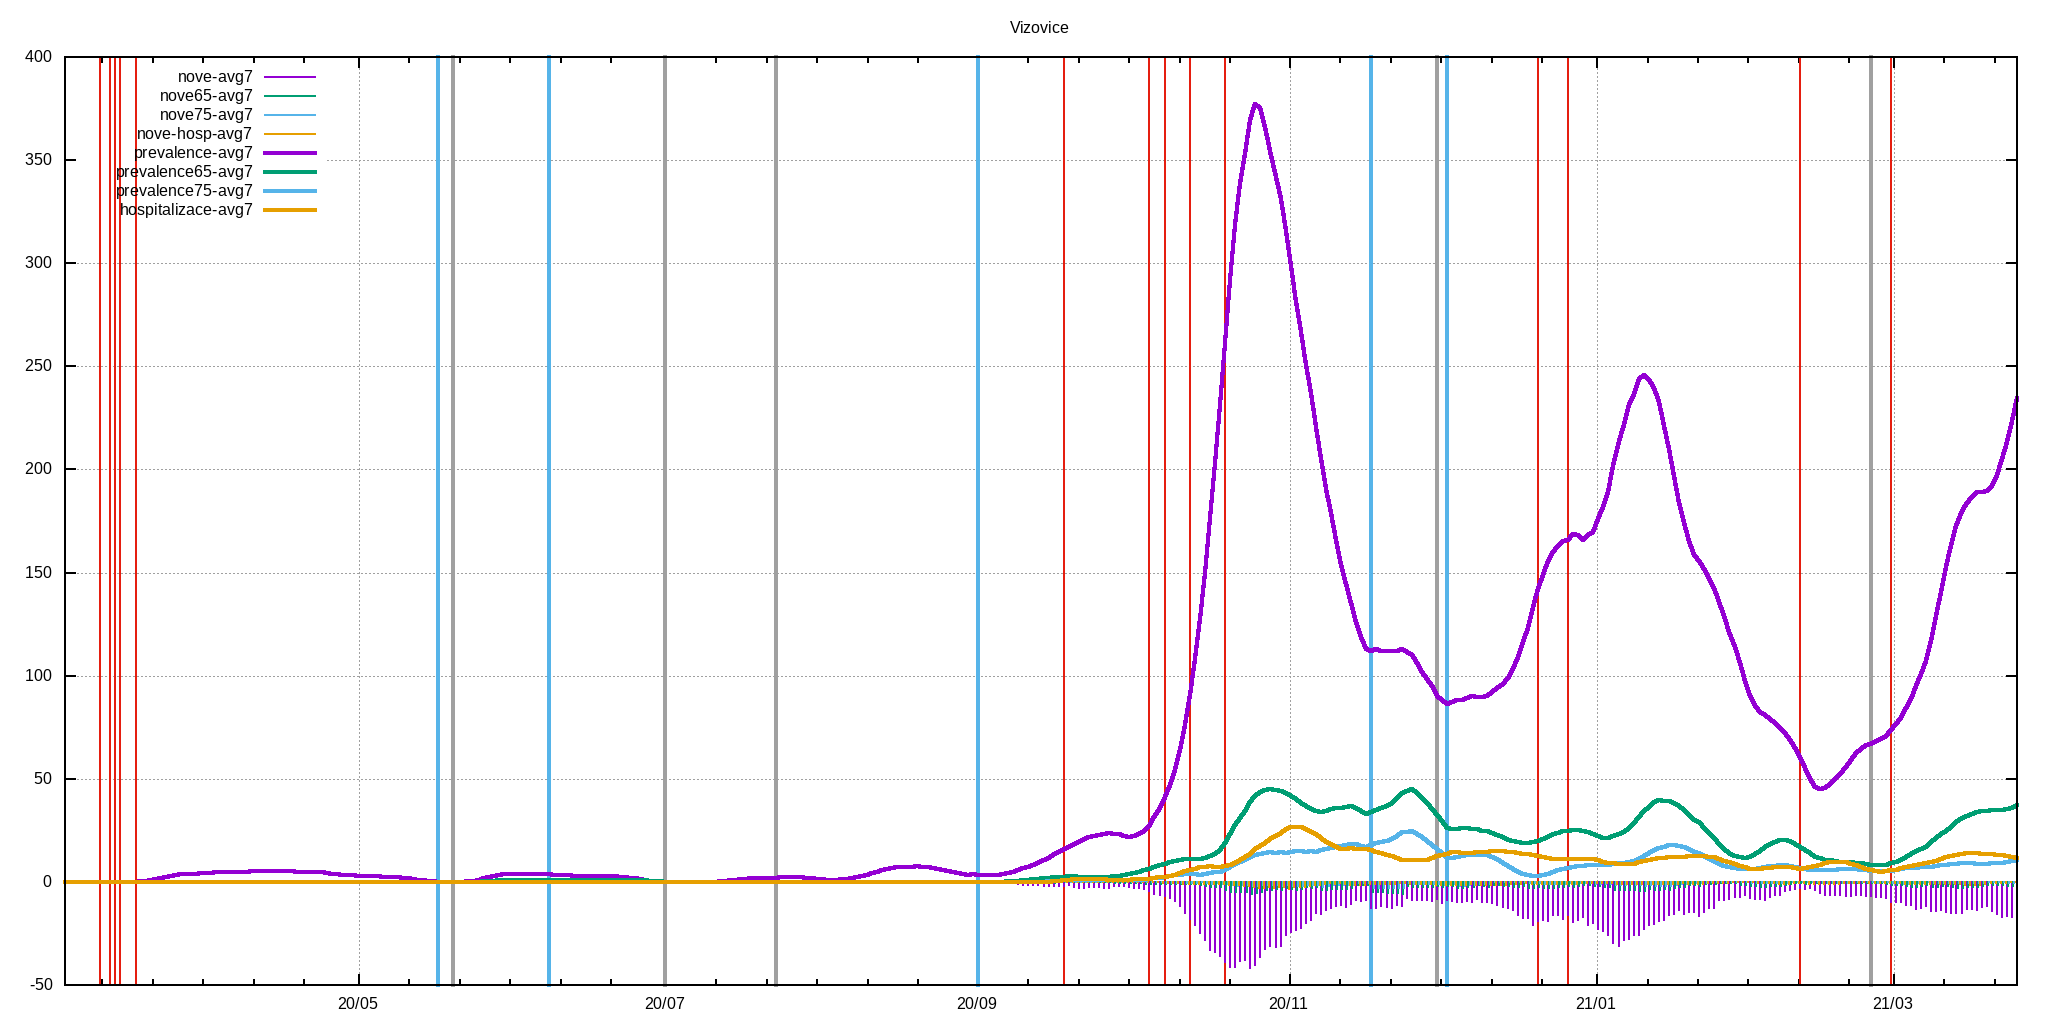 Vizovice
400
350
300
250
200
150
100
50
0
-50
nove-avg7
nove65-avg7
nove75-avg7
nove-hosp-avg7
prevalence-avg7
prevalence65-avg7
prevalence75-avg7
hospitalizace-avg7
20/05
20/07
20/09
20/11
21/01
21/03